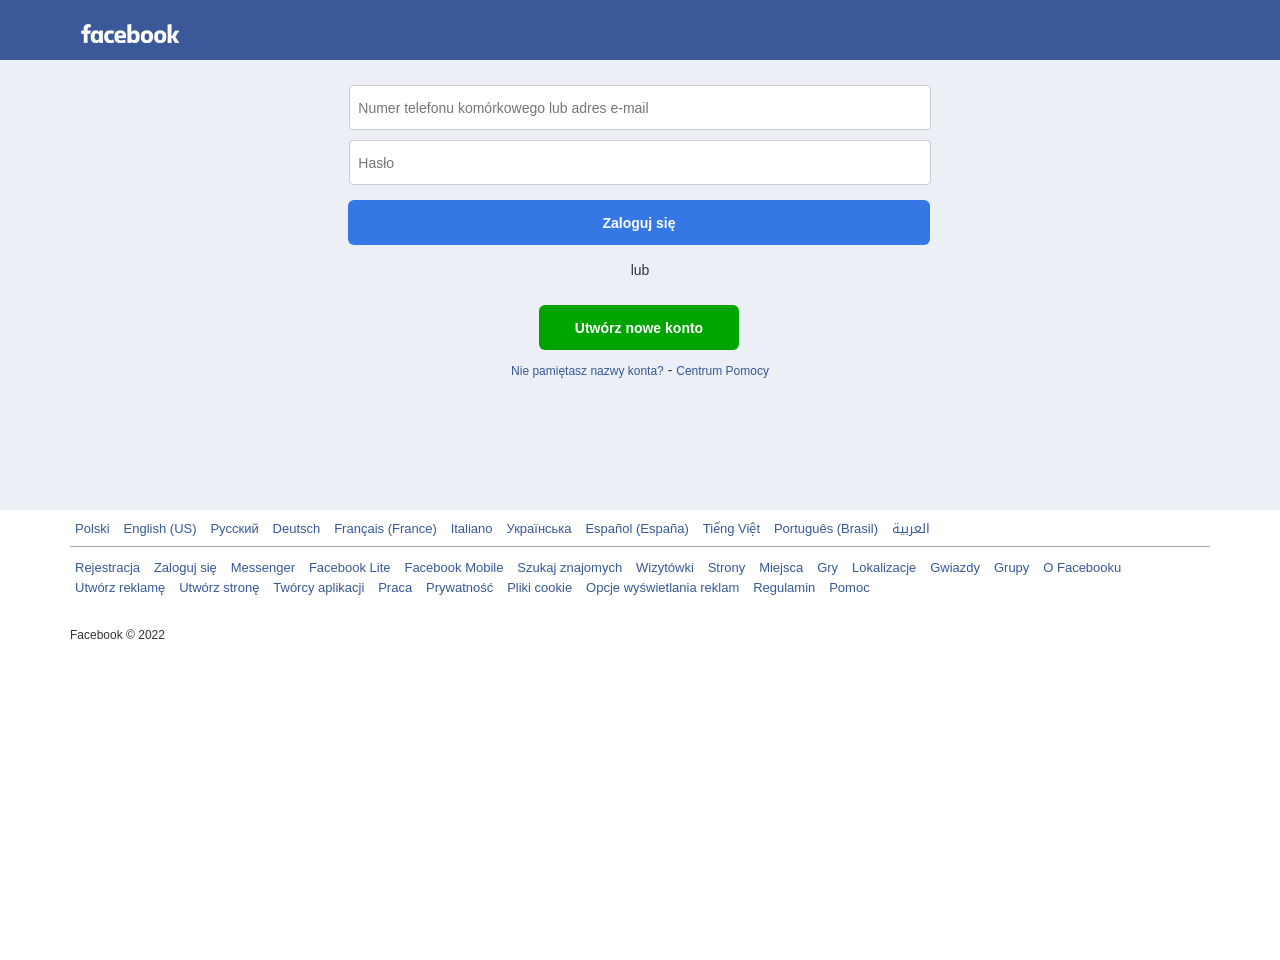 facebook
Numer telefonu komórkowego lub adres e-mail
Hasło
Zaloguj się
lub
Utwórz nowe konto
Nie pamiętasz nazwy konta? - Centrum Pomocy
Polski English (US) Русский Deutsch Français (France) Italiano Українська Español (España) Tiếng Việt Português (Brasil) العربية
Rejestracja Zaloguj się Messenger Facebook Lite Facebook Mobile Szukaj znajomych Wizytówki Strony Miejsca Gry Lokalizacje Gwiazdy Grupy O Facebooku
Utwórz reklamę Utwórz stronę Twórcy aplikacji Praca Prywatność Pliki cookie Opcje wyświetlania reklam Regulamin Pomoc
Facebook © 2022